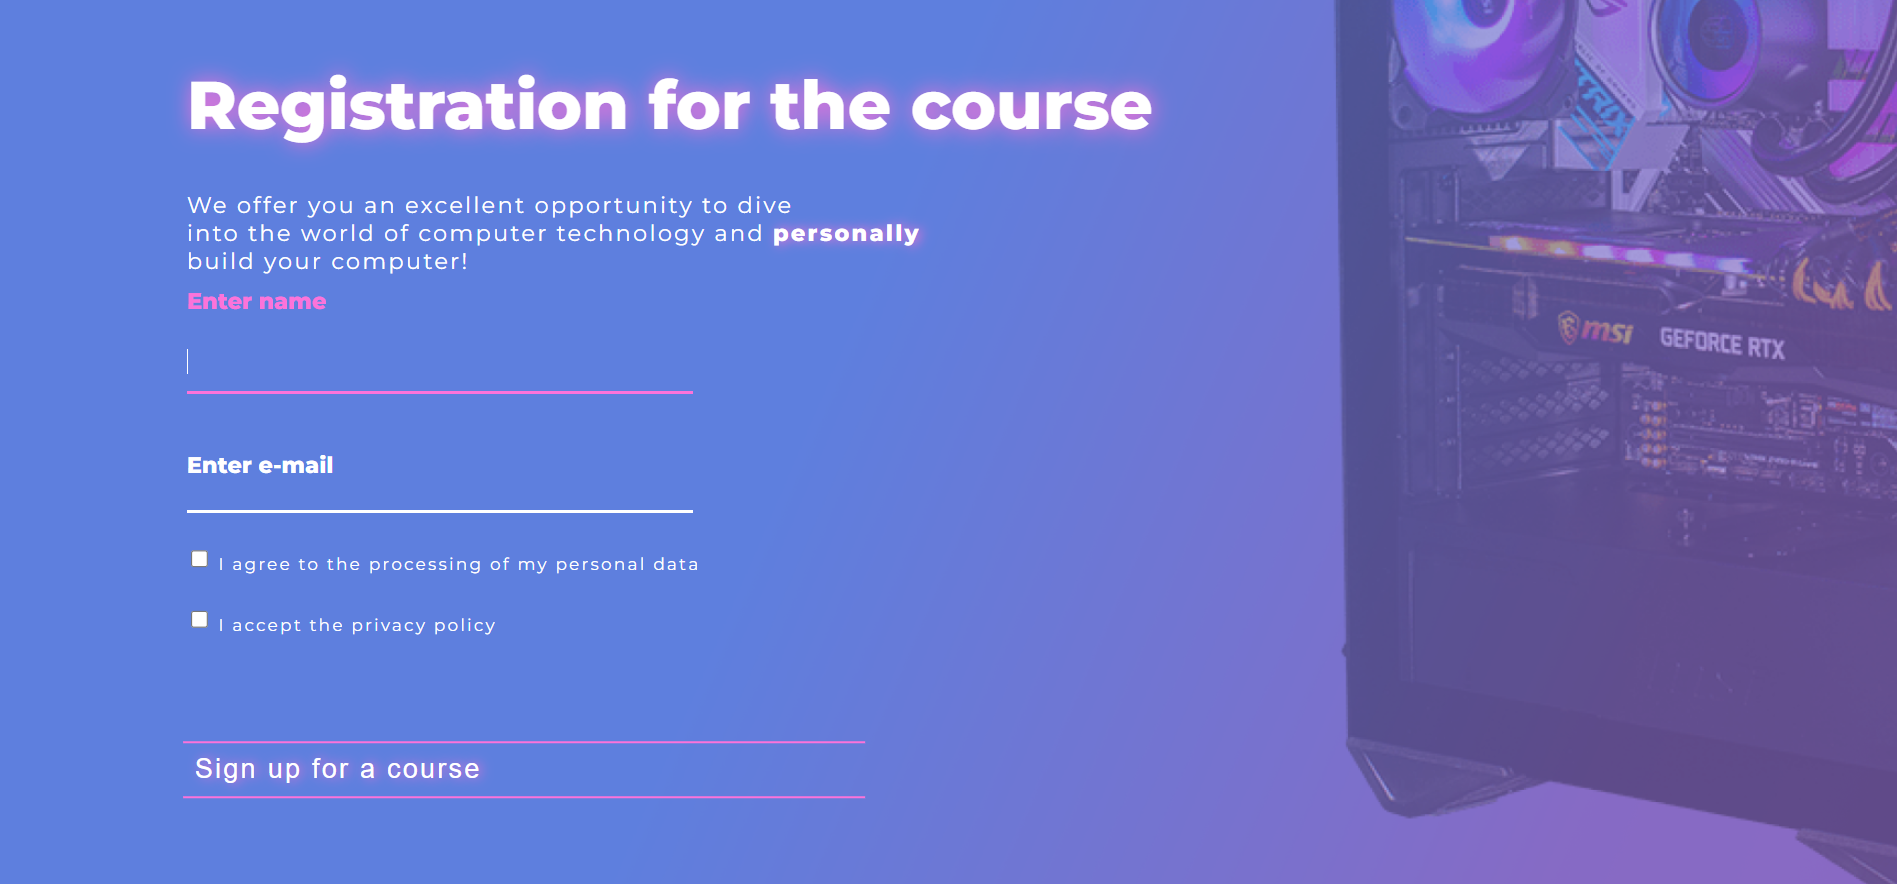 Registration for the course
We offer you an excellent opportunity to dive
into the world of computer technology and personally
build your computer!
Enter name
Enter e-mail
I agree to the processing of my personal data
I accept the privacy policy
Sign up for a course
STRIX
msi GEFORCE RTX